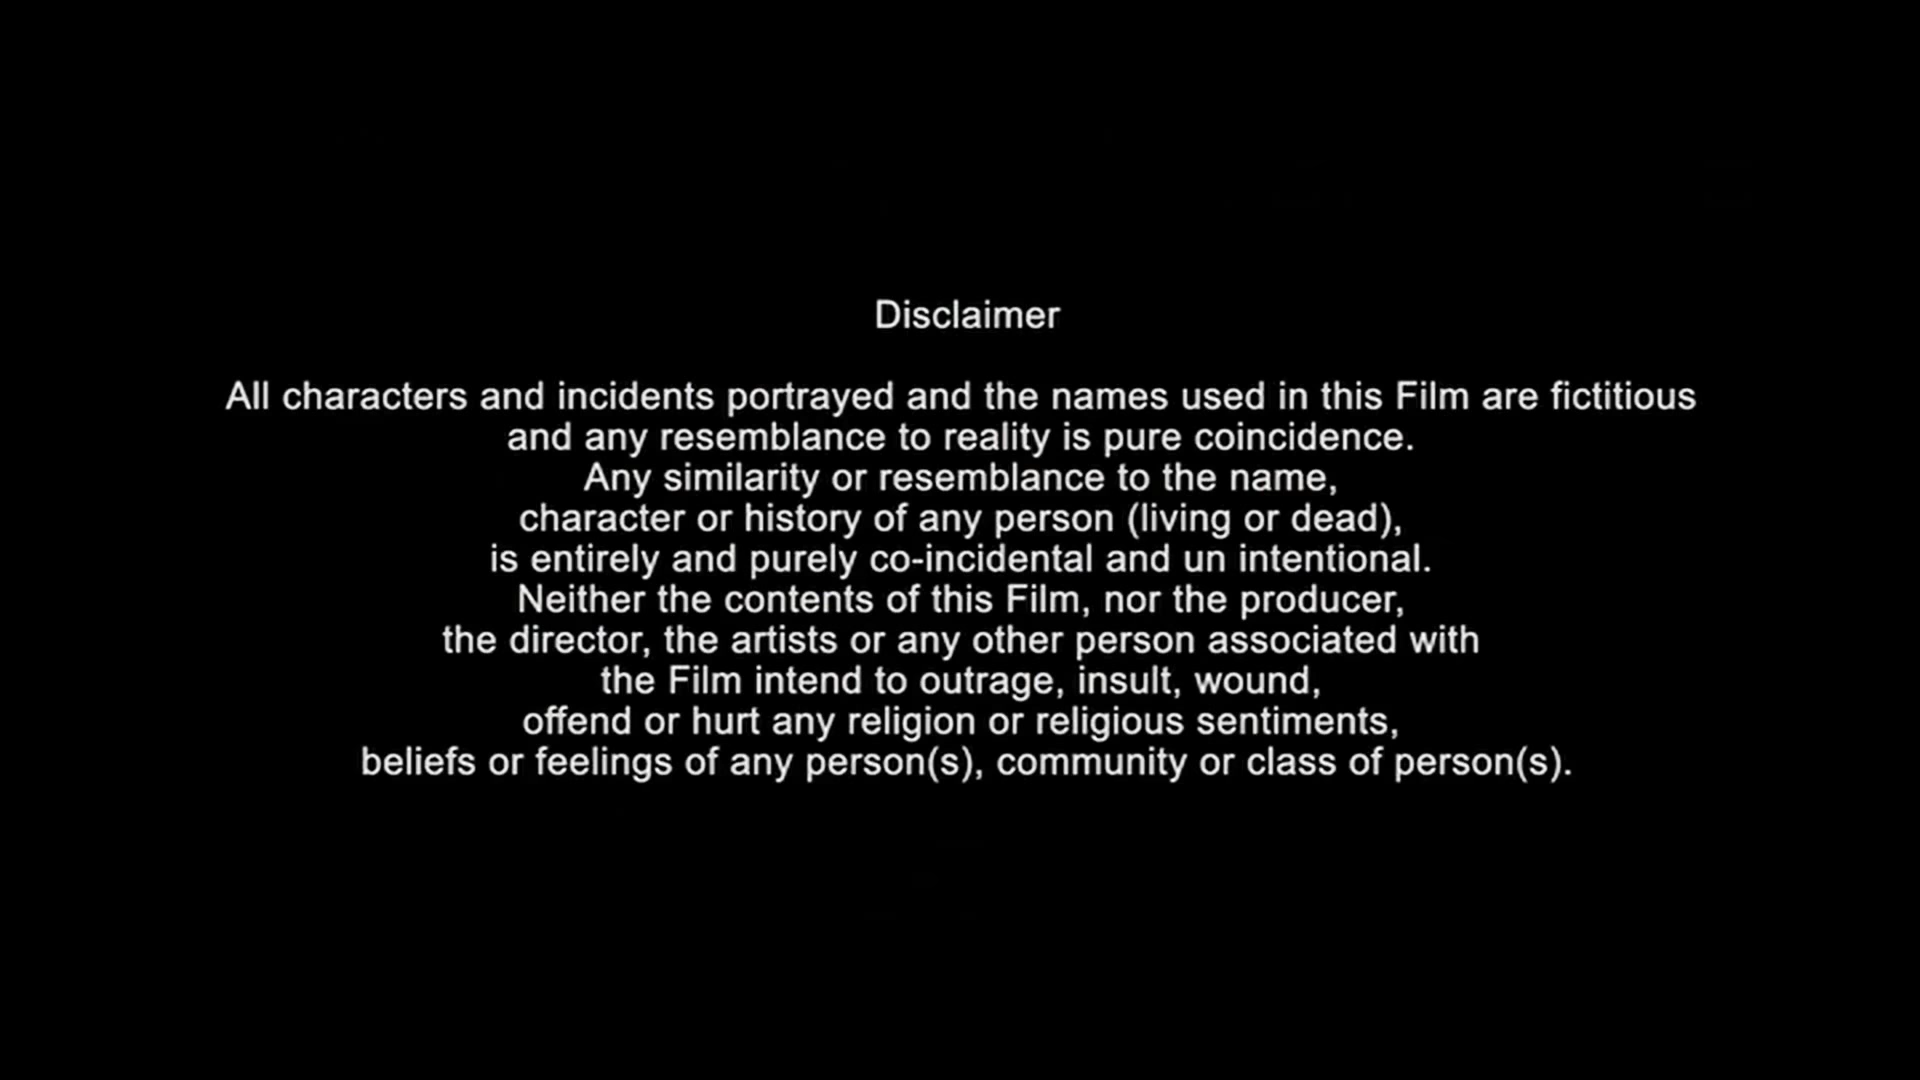 Disclaimer
All characters and incidents portrayed and the names used in this Film are fictitious
and any resemblance to reality is pure coincidence.
Any similarity or resemblance to the name,
character or history of any person (living or dead),
is entirely and purely co-incidental and un intentional.
Neither the contents of this Film, nor the producer,
the director, the artists or any other person associated with
the Film intend to outrage, insult, wound,
offend or hurt any religion or religious sentiments,
beliefs or feelings of any person(s), community or class of person(s).